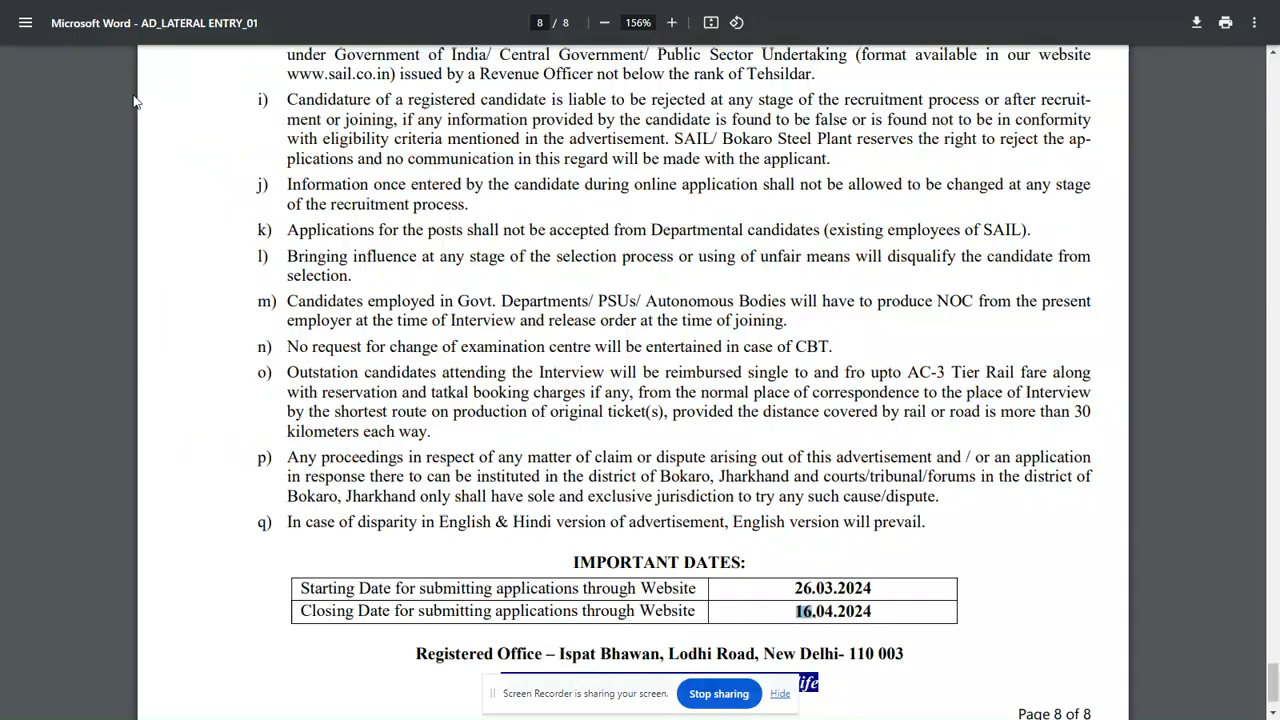 Microsoft Word - AD_LATERAL ENTRY_01
8 / 8
156%
under Government of India/ Central Government/ Public Sector Undertaking (format available in our website
www.sail.co.in) issued by a Revenue Officer not below the rank of Tehsildar.
i) Candidature of a registered candidate is liable to be rejected at any stage of the recruitment process or after recruit-
ment or joining, if any information provided by the candidate is found to be false or is found not to be in conformity
with eligibility criteria mentioned in the advertisement. SAIL/ Bokaro Steel Plant reserves the right to reject the ap-
plications and no communication in this regard will be made with the applicant.
j) Information once entered by the candidate during online application shall not be allowed to be changed at any stage
of the recruitment process.
k) Applications for the posts shall not be accepted from Departmental candidates (existing employees of SAIL).
l) Bringing influence at any stage of the selection process or using of unfair means will disqualify the candidate from
selection.
m) Candidates employed in Govt. Departments/ PSUs/ Autonomous Bodies will have to produce NOC from the present
employer at the time of Interview and release order at the time of joining.
n) No request for change of examination centre will be entertained in case of CBT.
o) Outstation candidates attending the Interview will be reimbursed single to and fro upto AC-3 Tier Rail fare along
with reservation and tatkal booking charges if any, from the normal place of correspondence to the place of Interview
by the shortest route on production of original ticket(s), provided the distance covered by rail or road is more than 30
kilometers each way.
p) Any proceedings in respect of any matter of claim or dispute arising out of this advertisement and / or an application
in response there to can be instituted in the district of Bokaro, Jharkhand and courts/tribunal/forums in the district of
Bokaro, Jharkhand only shall have sole and exclusive jurisdiction to try any such cause/dispute.
q) In case of disparity in English & Hindi version of advertisement, English version will prevail.
IMPORTANT DATES:
Starting Date for submitting applications through Website 26.03.2024
Closing Date for submitting applications through Website 16.04.2024
Registered Office – Ispat Bhawan, Lodhi Road, New Delhi- 110 003
life
Screen Recorder is sharing your screen. Stop sharing Hide
Page 8 of 8